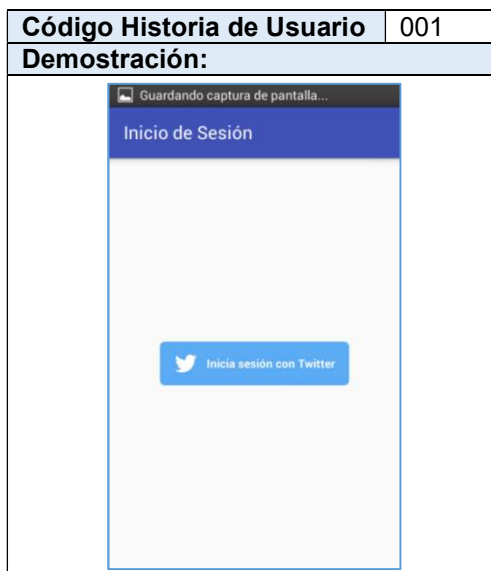 Código Historia de Usuario 001
Demostración:
Guardando captura de pantalla...
Inicio de Sesión
Inicia sesión con Twitter